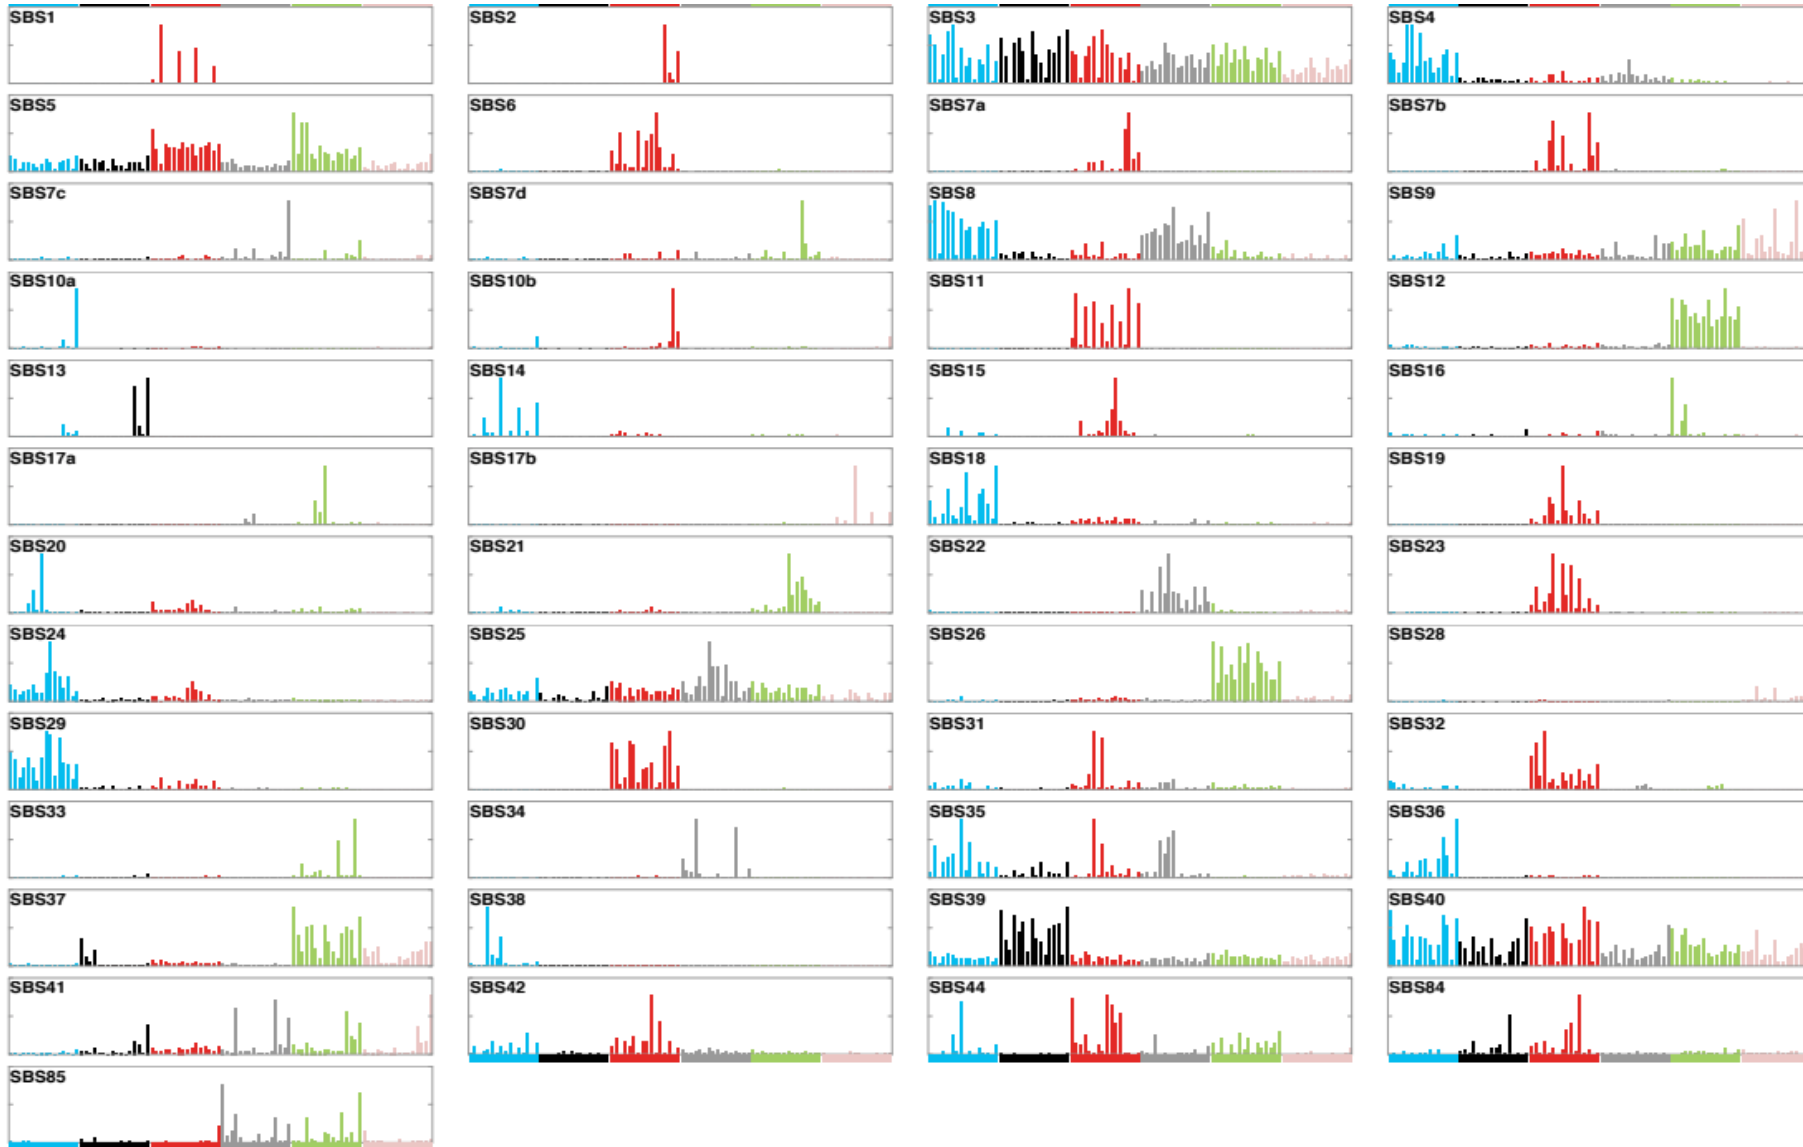 SBS1 SBS2 SBS3 SBS4
SBS5 SBS6 SBS7a SBS7b
SBS7c SBS7d SBS8 SBS9
SBS10a SBS10b SBS11 SBS12
SBS13 SBS14 SBS15 SBS16
SBS17a SBS17b SBS18 SBS19
SBS20 SBS21 SBS22 SBS23
SBS24 SBS25 SBS26 SBS28
SBS29 SBS30 SBS31 SBS32
SBS33 SBS34 SBS35 SBS36
SBS37 SBS38 SBS39 SBS40
SBS41 SBS42 SBS44 SBS84
SBS85